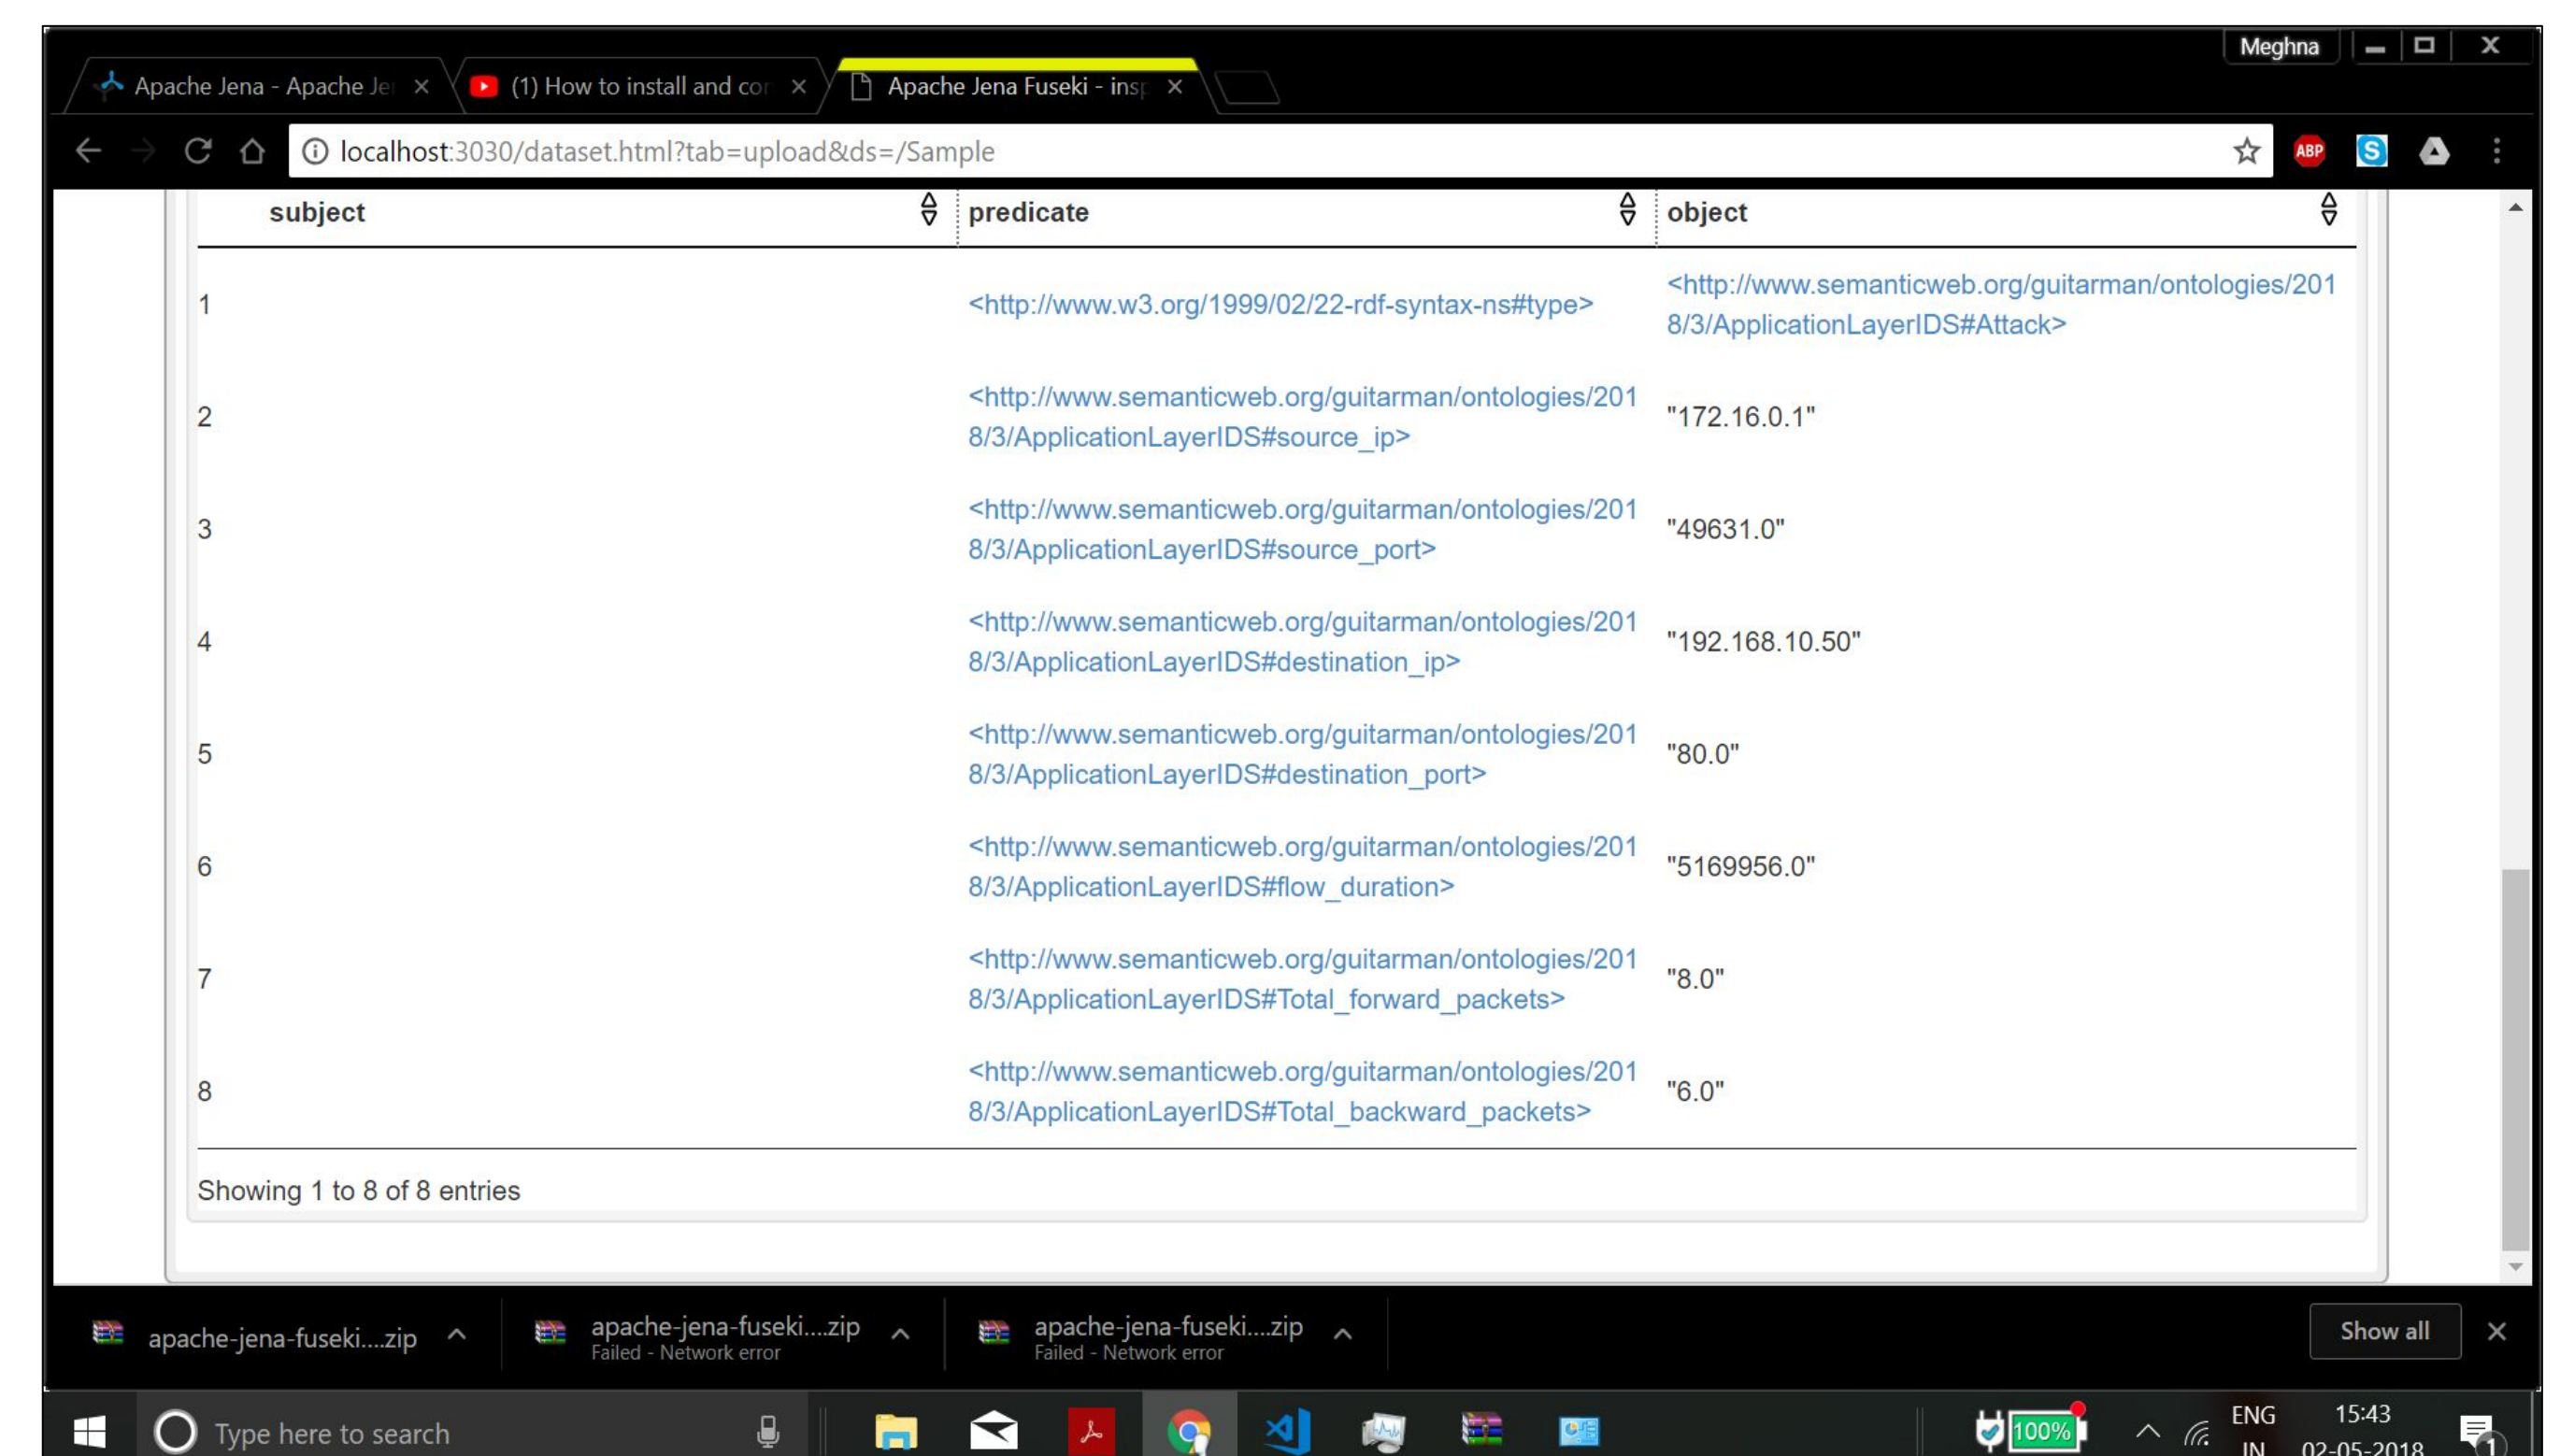 Meghna
Apache Jena - Apache Je
(1) How to install and con
Apache Jena Fuseki - insp
localhost:3030/dataset.html?tab=upload&ds=/Sample
ABP
S
subject predicate object
1 <http://www.w3.org/1999/02/22-rdf-syntax-ns#type> <http://www.semanticweb.org/guitarman/ontologies/201
8/3/ApplicationLayerIDS#Attack>
<http://www.semanticweb.org/guitarman/ontologies/201
2 "172.16.0.1"
8/3/ApplicationLayerIDS#source_ip>
<http://www.semanticweb.org/guitarman/ontologies/201
3 "49631.0"
8/3/ApplicationLayerIDS#source_port>
<http://www.semanticweb.org/guitarman/ontologies/201
4 "192.168.10.50"
8/3/ApplicationLayerIDS#destination_ip>
<http://www.semanticweb.org/guitarman/ontologies/201
5 "80.0"
8/3/ApplicationLayerIDS#destination_port>
<http://www.semanticweb.org/guitarman/ontologies/201
6 "5169956.0"
8/3/ApplicationLayerIDS#flow_duration>
<http://www.semanticweb.org/guitarman/ontologies/201
7 "8.0"
8/3/ApplicationLayerIDS#Total_forward_packets>
<http://www.semanticweb.org/guitarman/ontologies/201
8 "6.0"
8/3/ApplicationLayerIDS#Total_backward_packets>
Showing 1 to 8 of 8 entries
apache-jena-fuseki....zip
apache-jena-fuseki....zip
Failed - Network error
apache-jena-fuseki....zip
Failed - Network error
Show all
Type here to search
100%
ENG
IN
15:43
02-05-2018
1